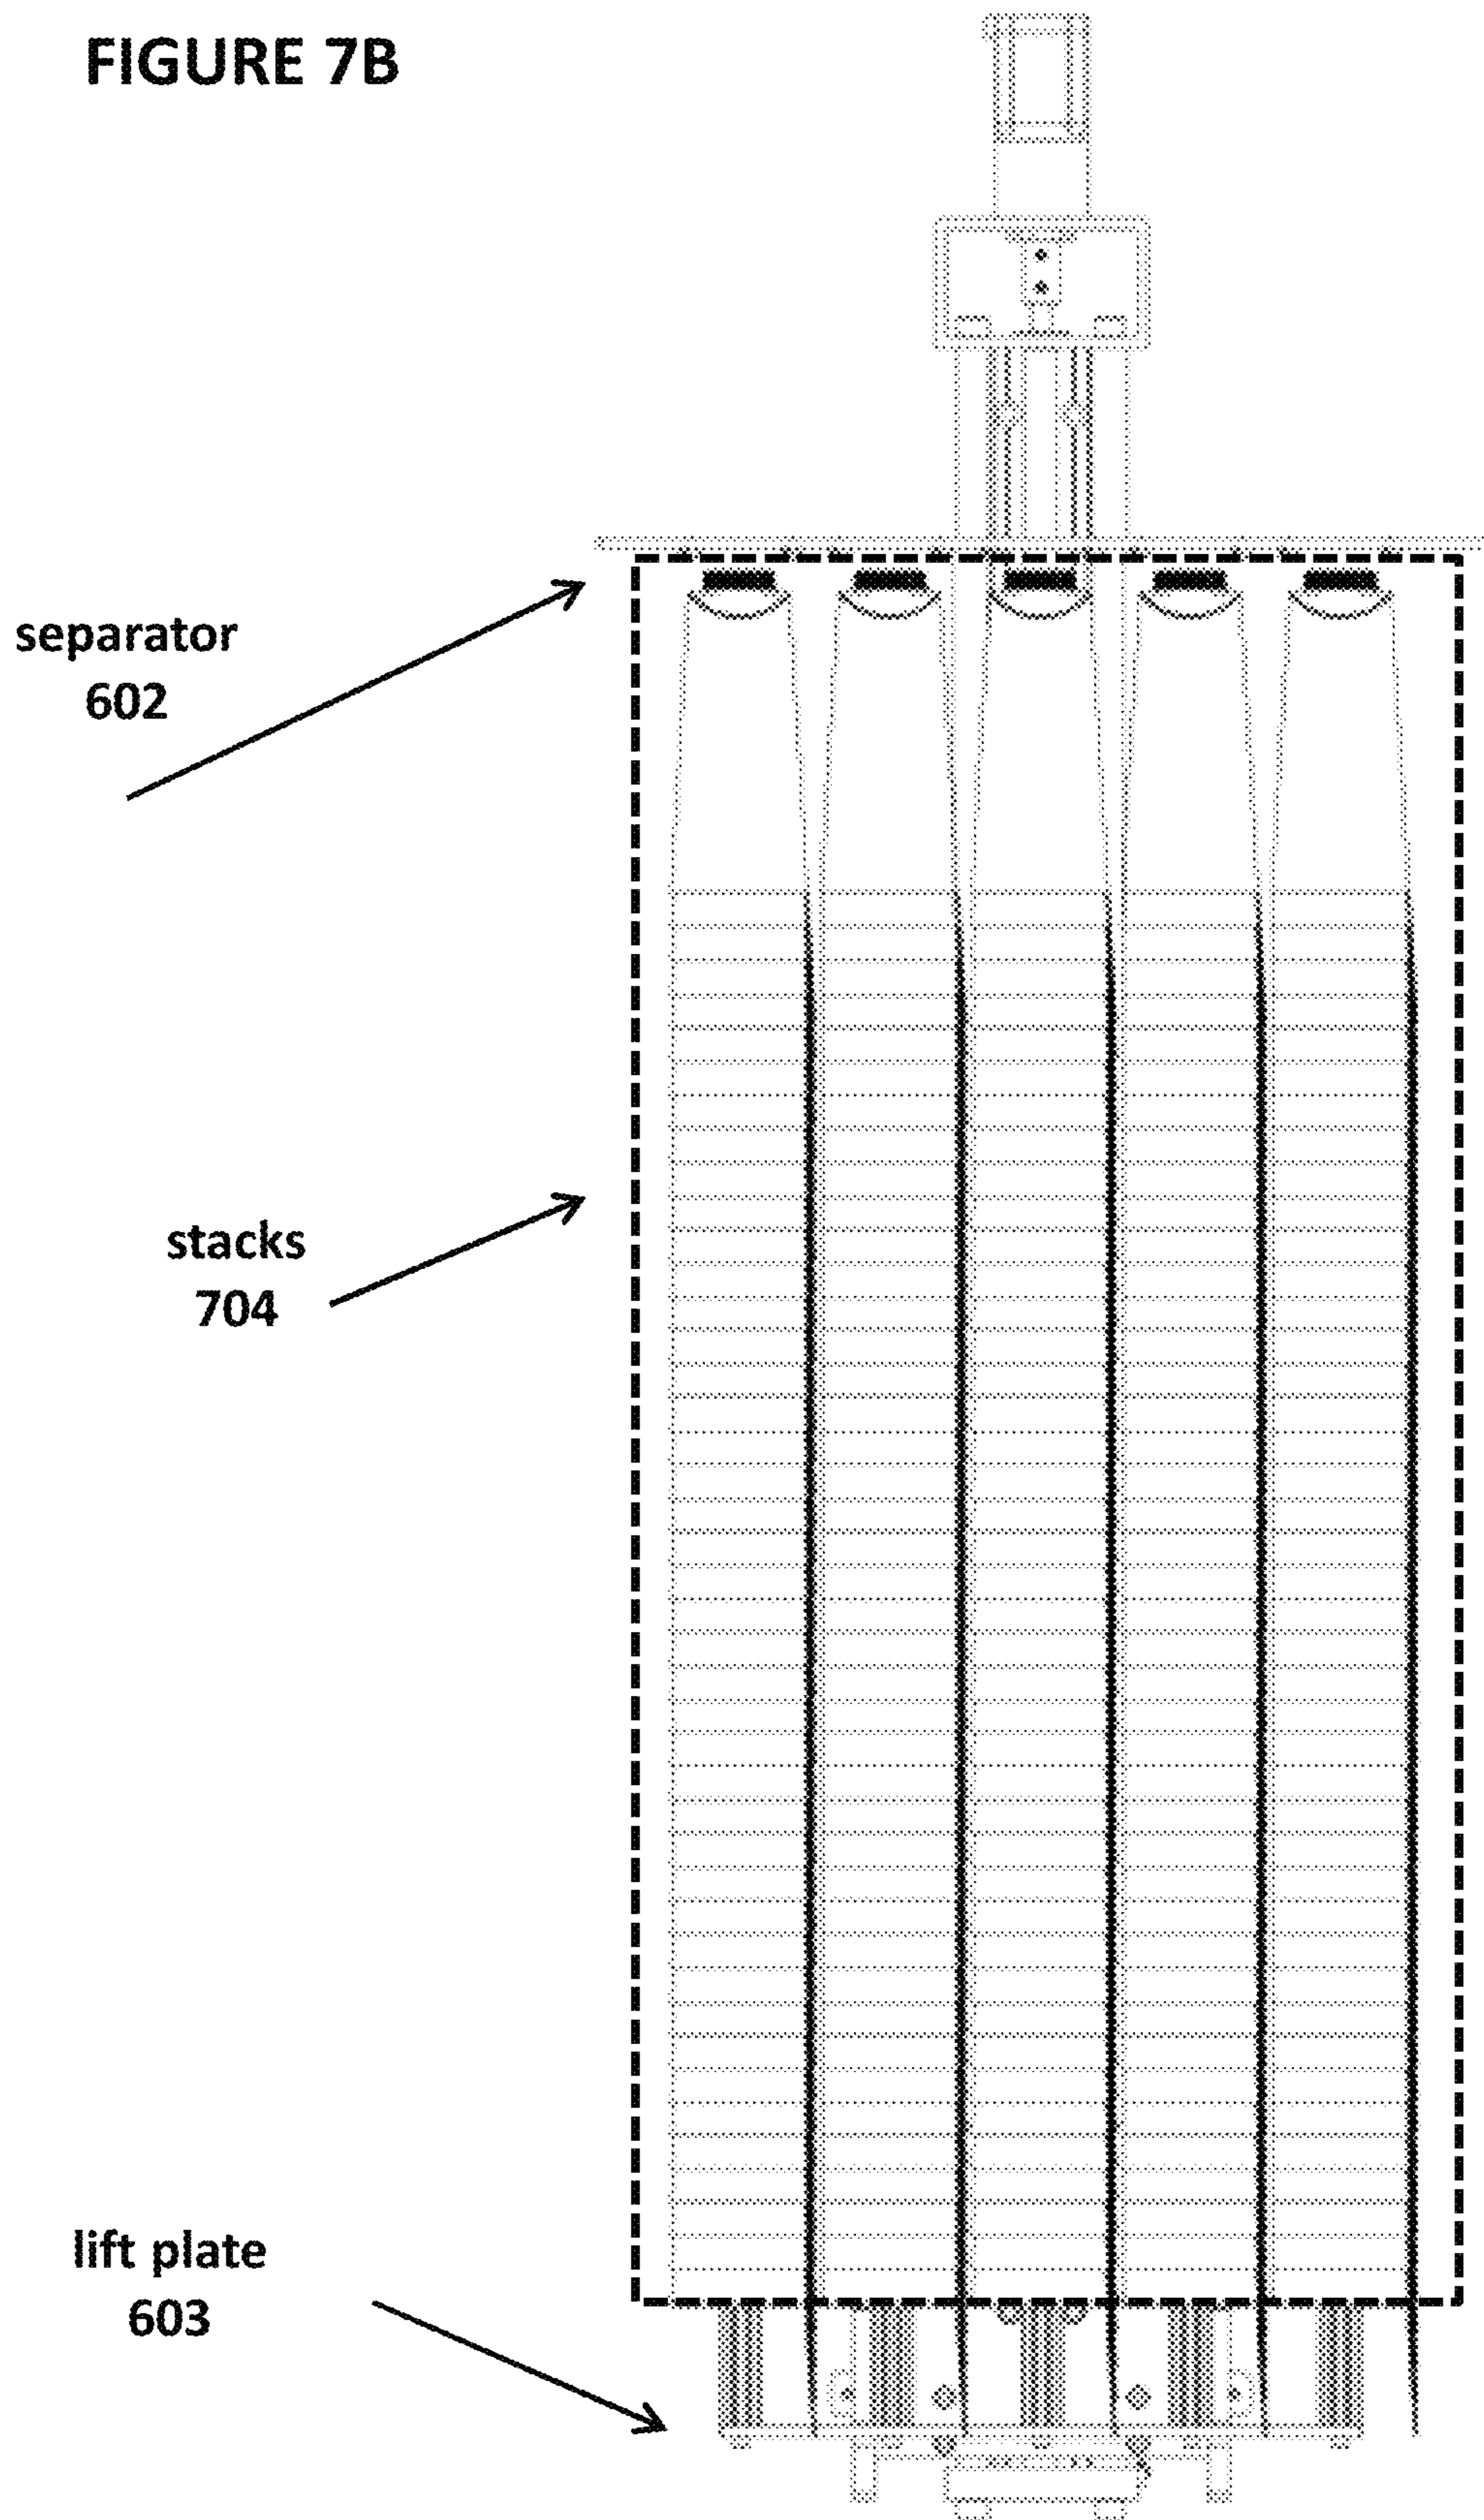 FIGURE 7B
separator
602
stacks
704
lift plate
603